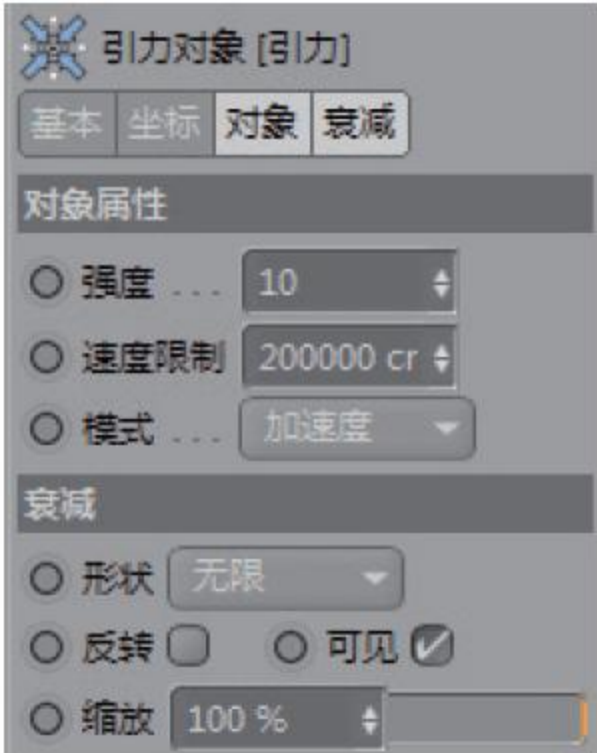 引力对象 [引力]
基本 坐标 对象 衰减
对象属性
强度 . . . 10
速度限制 200000 cr
模式 . . . 加速度
衰减
形状 无限
反转 可见
缩放 100 %